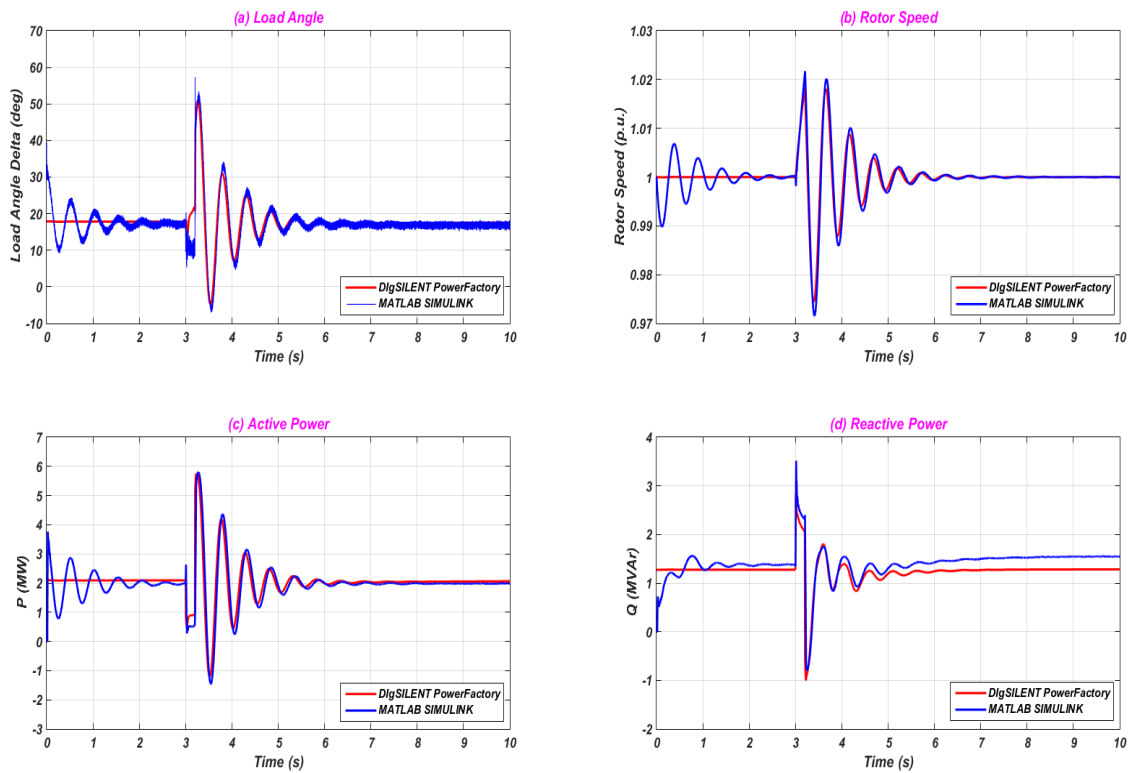 (a) Load Angle
70
60
50
40
30
20
10
0
-10
Load Angle Delta (deg)
0 1 2 3 4 5 6 7 8 9 10
Time (s)
DIgSILENT PowerFactory
MATLAB SIMULINK
(b) Rotor Speed
1.03
1.02
1.01
1
0.99
0.98
0.97
Rotor Speed (p.u.)
0 1 2 3 4 5 6 7 8 9 10
Time (s)
DIgSILENT PowerFactory
MATLAB SIMULINK
(c) Active Power
7
6
5
4
3
2
1
0
-1
-2
-3
P (MW)
0 1 2 3 4 5 6 7 8 9 10
Time (s)
DIgSILENT PowerFactory
MATLAB SIMULINK
(d) Reactive Power
4
3
2
1
0
-1
-2
Q (MVAr)
0 1 2 3 4 5 6 7 8 9 10
Time (s)
DIgSILENT PowerFactory
MATLAB SIMULINK